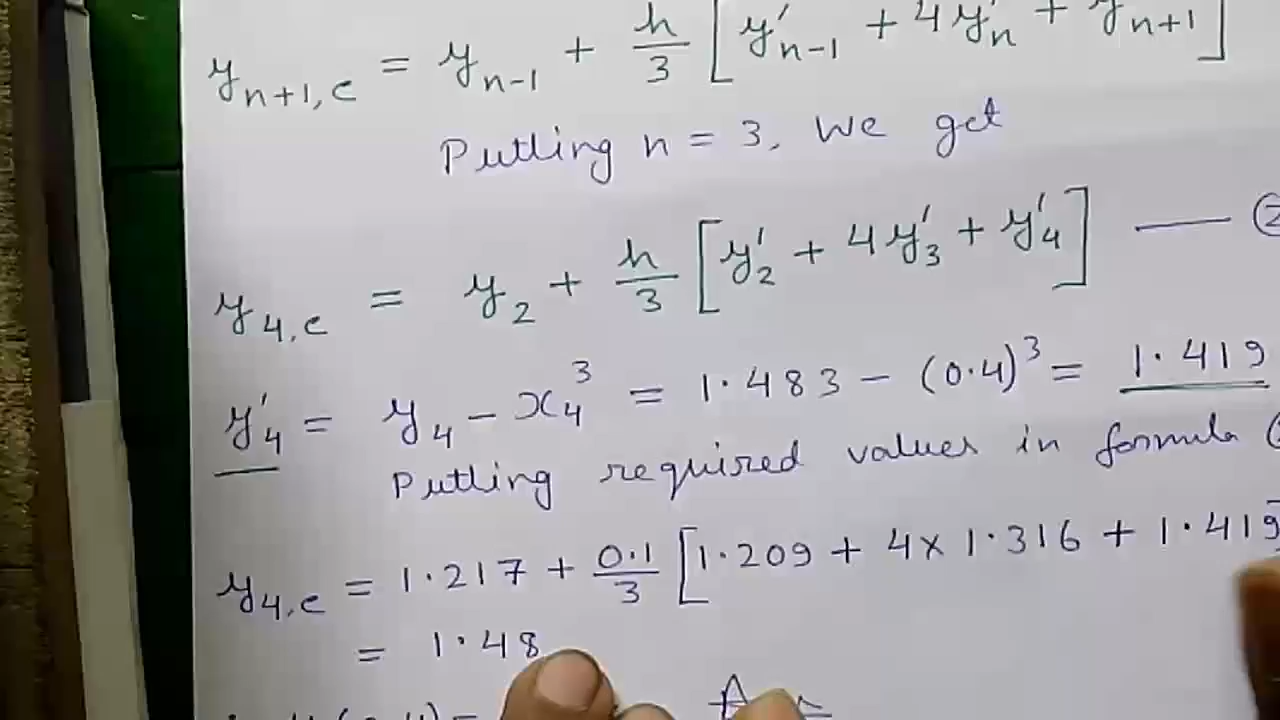 y_{n+1,c} = y_{n-1} + h/3 [y'_{n-1} + 4y'_n + y'_{n+1}]
Putting n = 3, we get
y_{4,c} = y_2 + h/3 [y'_2 + 4y'_3 + y'_4] —— ②
y'_4 = y_4 - x_4^3 = 1.483 - (0.4)^3 = 1.419
Putting required values in formula
y_{4,c} = 1.217 + 0.1/3 [1.209 + 4x1.316 + 1.419
= 1.48